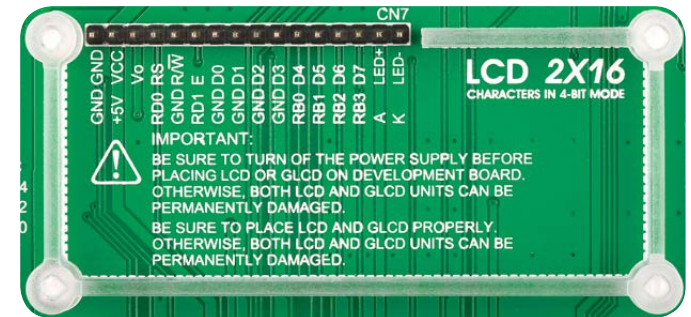 CN7
GND GND
+5V VCC
Vo
RD0 RS
GND R/W
RD1 E
GND D0
GND D1
GND D2
GND D3
RB0 D4
RB1 D5
RB2 D6
RB3 D7
A LED+
K LED-
LCD 2X16
CHARACTERS IN 4-BIT MODE
IMPORTANT:
BE SURE TO TURN OF THE POWER SUPPLY BEFORE
PLACING LCD OR GLCD ON DEVELOPMENT BOARD.
OTHERWISE, BOTH LCD AND GLCD UNITS CAN BE
PERMANENTLY DAMAGED.
BE SURE TO PLACE LCD AND GLCD PROPERLY.
OTHERWISE, BOTH LCD AND GLCD UNITS CAN BE
PERMANENTLY DAMAGED.
4
2
0